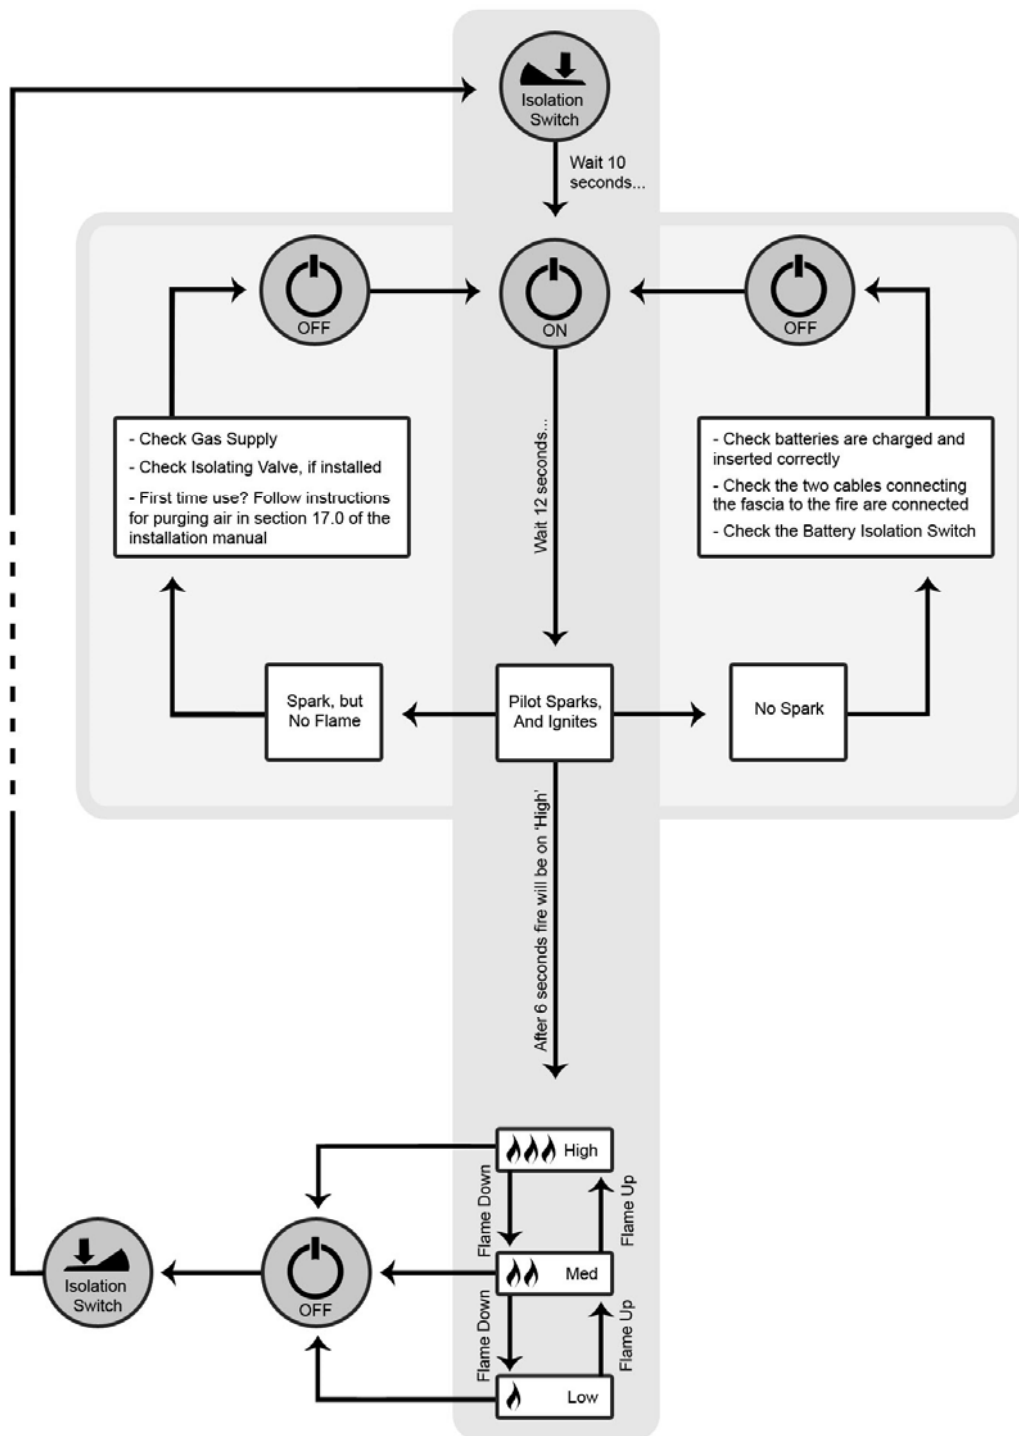 Isolation
Switch
Wait 10
seconds...
OFF
ON
OFF
- Check Gas Supply
- Check Isolating Valve, if installed
- First time use? Follow instructions
for purging air in section 17.0 of the
installation manual
Wait 12 seconds...
- Check batteries are charged and
inserted correctly
- Check the two cables connecting
the fascia to the fire are connected
- Check the Battery Isolation Switch
Spark, but
No Flame
Pilot Sparks,
And Ignites
No Spark
After 6 seconds fire will be on 'High'
High
Flame Down
Flame Up
Med
Isolation
Switch
OFF
Flame Down
Flame Up
Low